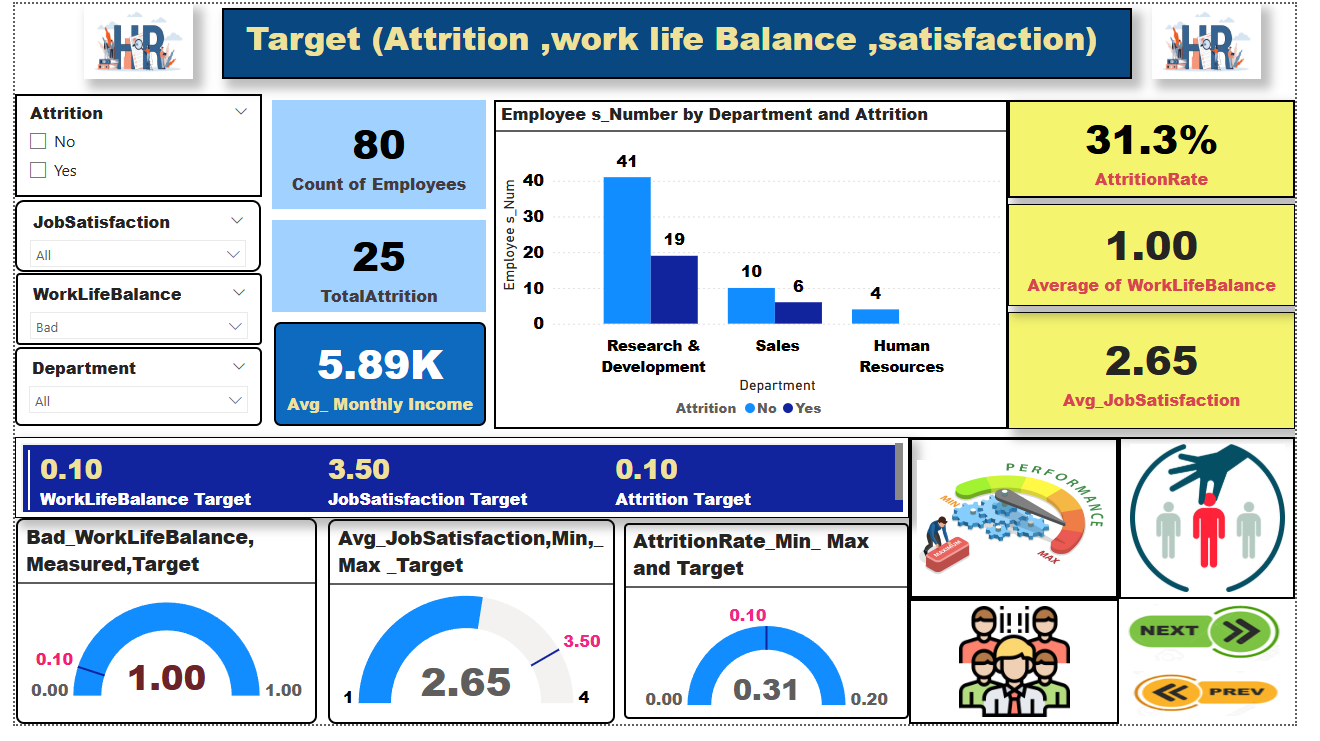 HR
Target (Attrition ,work life Balance ,satisfaction)
HR
Attrition
No
Yes
JobSatisfaction
All
WorkLifeBalance
Bad
Department
All
80
Count of Employees
25
TotalAttrition
5.89K
Avg_ Monthly Income
Employee s_Number by Department and Attrition
Employee s_Num
40
30
20
10
0
41
19
10
6
4
Research &
Development
Sales
Human
Resources
Department
Attrition No Yes
31.3%
AttritionRate
1.00
Average of WorkLifeBalance
2.65
Avg_JobSatisfaction
0.10
WorkLifeBalance Target
3.50
JobSatisfaction Target
0.10
Attrition Target
Bad_WorkLifeBalance,
Measured,Target
0.10
0.00
1.00
1.00
Avg_JobSatisfaction,Min,_
Max _Target
3.50
1
2.65
4
AttritionRate_Min_ Max
and Target
0.10
0.00
0.31
0.20
PERFORMANCE
MIN
MAXIMUM
MAX
NEXT
PREV